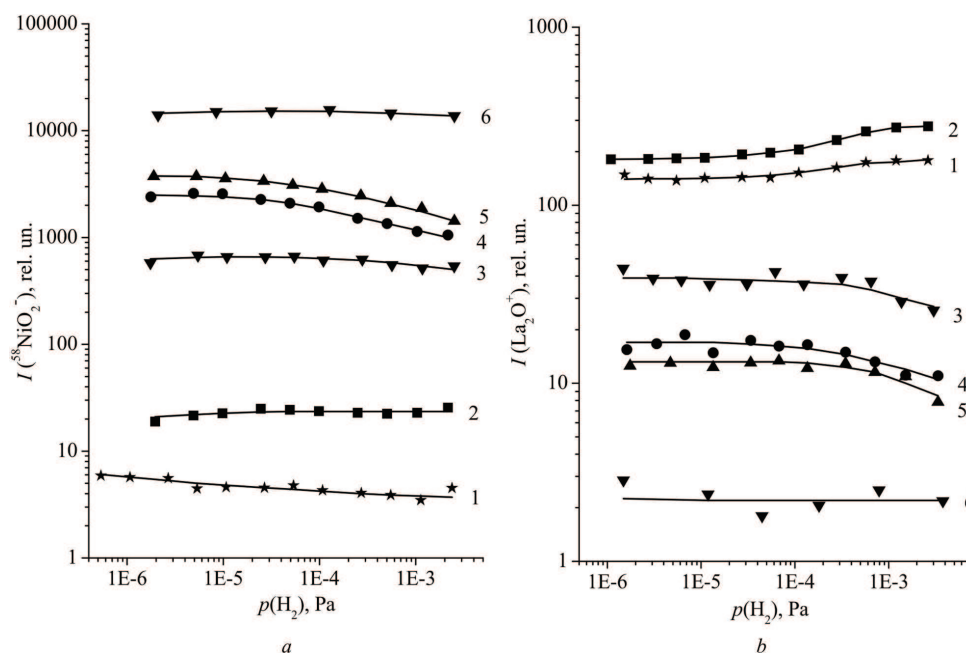 100000
10000
1000
100
10
1
I (⁵⁸NiO₂⁻), rel. un.
6
5
4
3
2
1
1E-6 1E-5 1E-4 1E-3
p(H₂), Pa
a
1000
100
10
1
I (La₂O⁺), rel. un.
2
1
3
4
5
1E-6 1E-5 1E-4 1E-3
p(H₂), Pa
b